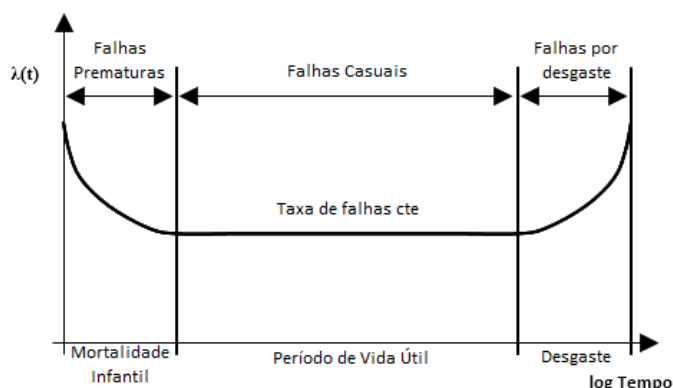 Falhas
Prematuras
Falhas Casuais
Falhas por
desgaste
λ(t)
Taxa de falhas cte
Mortalidade
Infantil
Período de Vida Útil
Desgaste
log Tempo